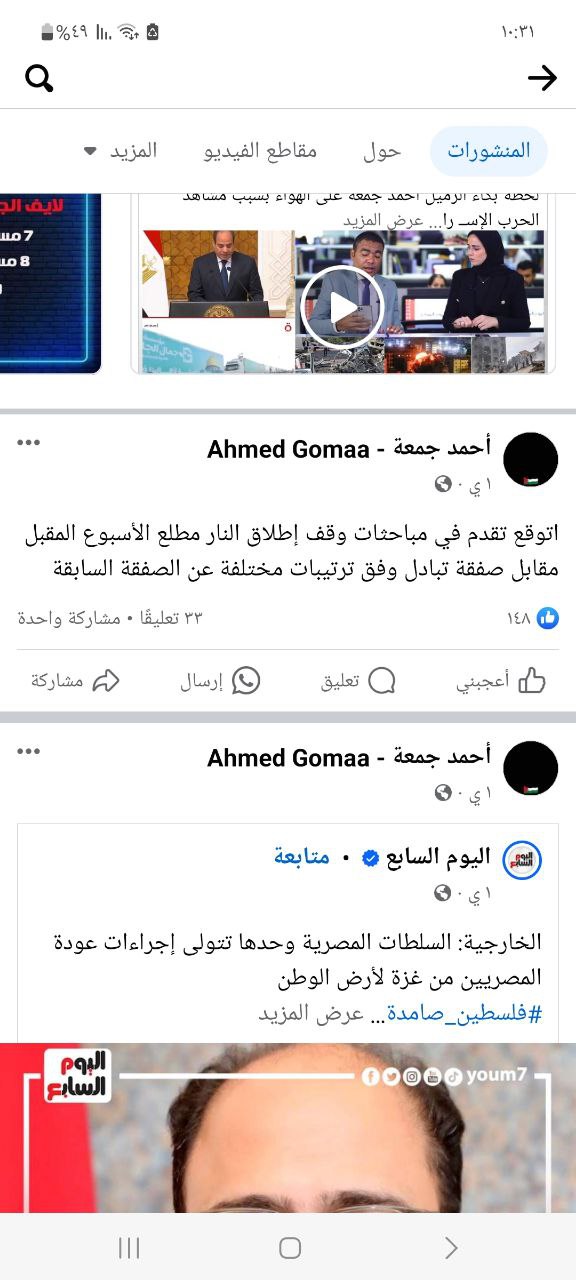 ١٠:٣١
%٤٩
المنشورات
حول
مقاطع الفيديو
المزيد
لحظة بكاء الزميل أحمد جمعة على الهواء بسبب مشاهد
الحرب الإســ را... عرض المزيد
لايف
7
8
أحمد جمعة - Ahmed Gomaa
١ ي ·
اتوقع تقدم في مباحثات وقف إطلاق النار مطلع الأسبوع المقبل
مقابل صفقة تبادل وفق ترتيبات مختلفة عن الصفقة السابقة
١٤٨
٣٣ تعليقًا • مشاركة واحدة
أعجبني
تعليق
إرسال
مشاركة
أحمد جمعة - Ahmed Gomaa
١ ي ·
اليوم السابع
اليوم السابع • متابعة
١ ي ·
الخارجية: السلطات المصرية وحدها تتولى إجراءات عودة
المصريين من غزة لأرض الوطن
#فلسطين_صامدة... عرض المزيد
اليوم
السابع
youm7